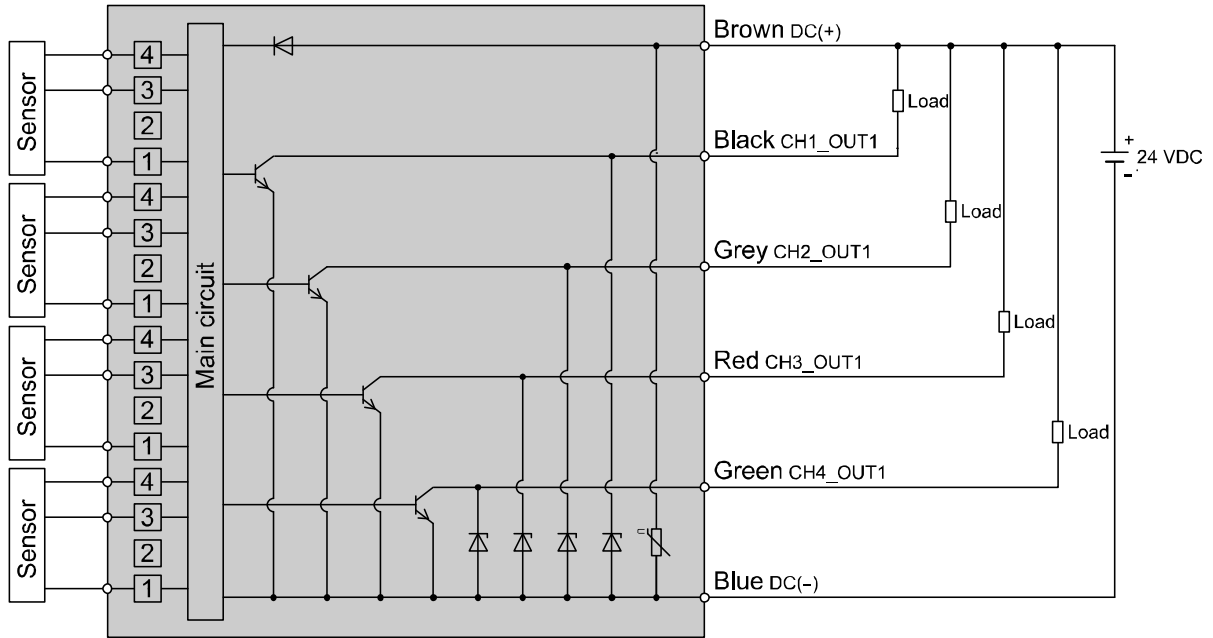 Brown DC(+)
Sensor
4
3
2
1
Load
Black CH1_OUT1
+
24 VDC
-
Sensor
4
3
2
1
Load
Grey CH2_OUT1
Main circuit
Sensor
4
3
2
1
Load
Red CH3_OUT1
Load
Green CH4_OUT1
Sensor
4
3
2
1
U
Blue DC(–)